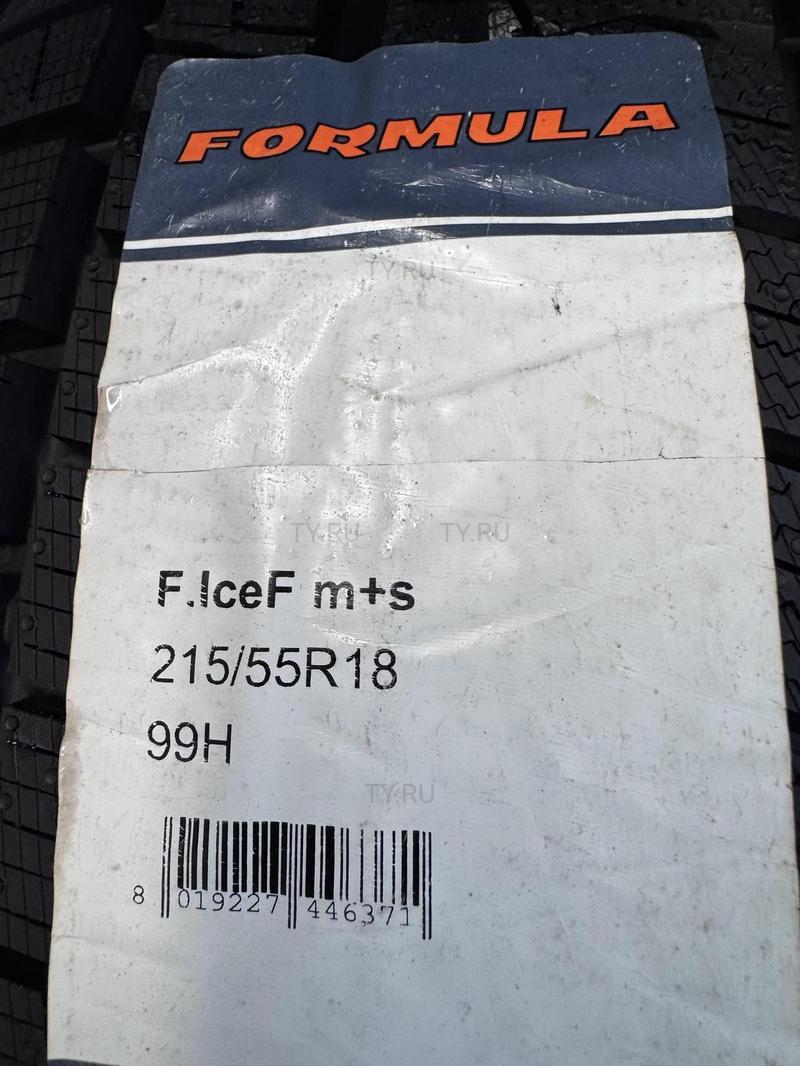 FORMULA
TY.RU
TY.RU TY.RU
F.IceF m+s
215/55R18
99H
TY.RU
8 019227 446371